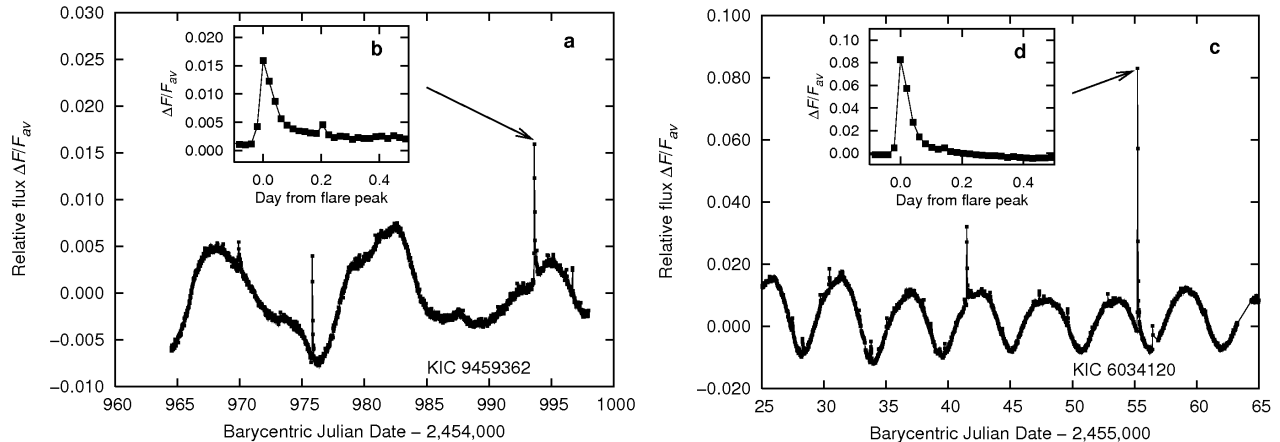 0.030
0.025
0.020
0.015
0.010
0.005
0.000
−0.005
−0.010
Relative flux ΔF/Fav
960 965 970 975 980 985 990 995 1000
Barycentric Julian Date − 2,454,000
a
KIC 9459362
b
0.020
0.015
0.010
0.005
0.000
ΔF/Fav
0.0 0.2 0.4
Day from flare peak
0.100
0.080
0.060
0.040
0.020
0.000
−0.020
Relative flux ΔF/Fav
25 30 35 40 45 50 55 60 65
Barycentric Julian Date − 2,455,000
c
KIC 6034120
d
0.10
0.08
0.06
0.04
0.02
0.00
ΔF/Fav
0.0 0.2 0.4
Day from flare peak